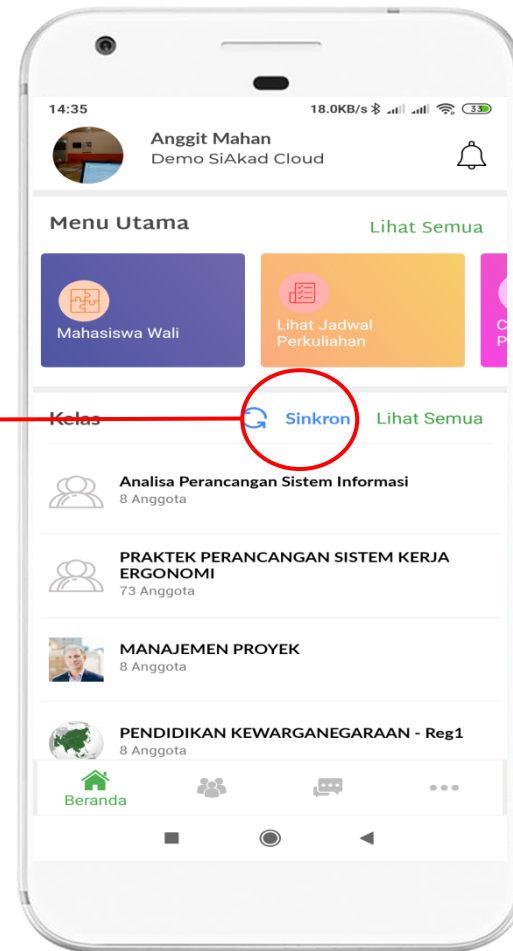 14:35
18.0KB/s
33
Anggit Mahan
Demo SiAkad Cloud
Menu Utama
Lihat Semua
Mahasiswa Wali
Lihat Jadwal
Perkuliahan
C
P
Kelas
Sinkron
Lihat Semua
Analisa Perancangan Sistem Informasi
8 Anggota
PRAKTEK PERANCANGAN SISTEM KERJA
ERGONOMI
73 Anggota
MANAJEMEN PROYEK
8 Anggota
PENDIDIKAN KEWARGANEGARAAN - Reg1
8 Anggota
Beranda